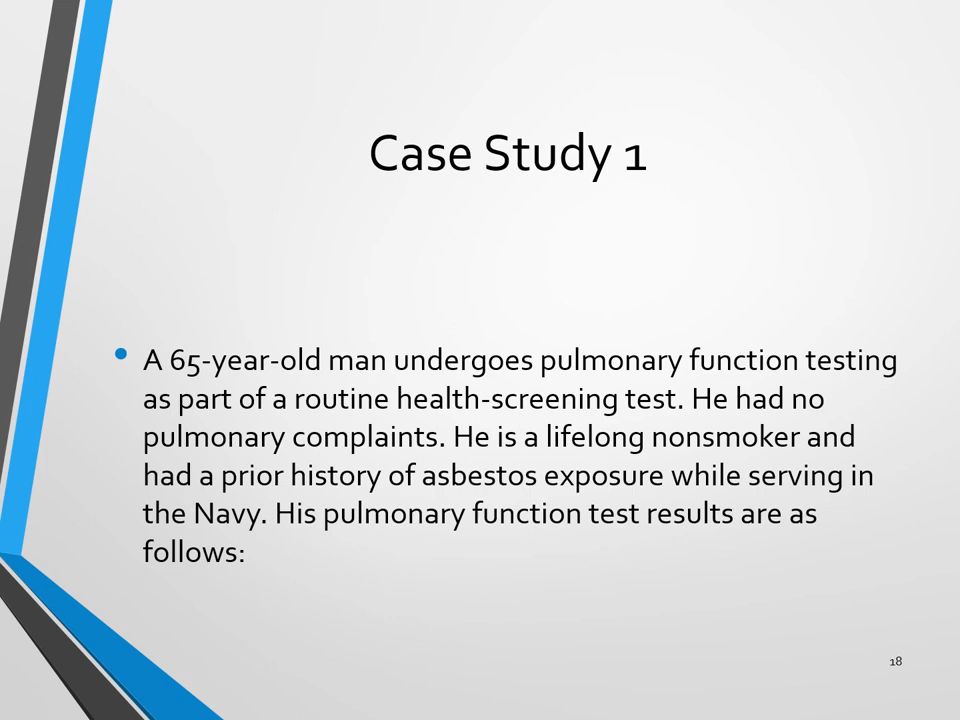 Case Study 1
• A 65-year-old man undergoes pulmonary function testing
as part of a routine health-screening test. He had no
pulmonary complaints. He is a lifelong nonsmoker and
had a prior history of asbestos exposure while serving in
the Navy. His pulmonary function test results are as
follows:
18